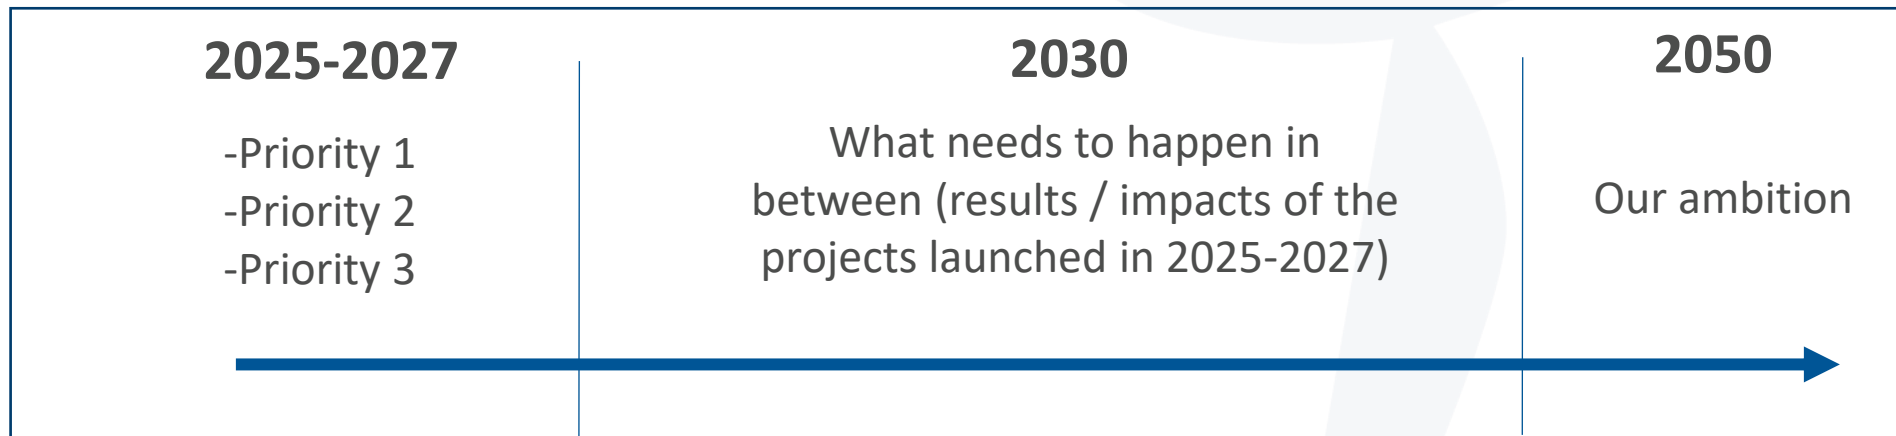 2025-2027
-Priority 1
-Priority 2
-Priority 3
2030
What needs to happen in
between (results / impacts of the
projects launched in 2025-2027)
2050
Our ambition